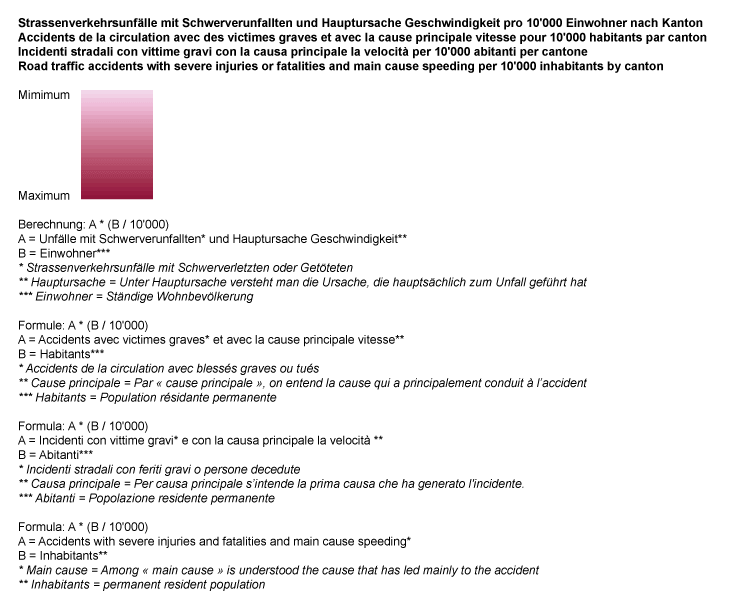 Strassenverkehrsunfälle mit Schwerverunfallten und Hauptursache Geschwindigkeit pro 10'000 Einwohner nach Kanton
Accidents de la circulation avec des victimes graves et avec la cause principale vitesse pour 10'000 habitants par canton
Incidenti stradali con vittime gravi con la causa principale la velocità per 10'000 abitanti per cantone
Road traffic accidents with severe injuries or fatalities and main cause speeding per 10'000 inhabitants by canton
Mimimum
Maximum
Berechnung: A * (B / 10'000)
A = Unfälle mit Schwerverunfallten* und Hauptursache Geschwindigkeit**
B = Einwohner***
* Strassenverkehrsunfälle mit Schwerverletzten oder Getöteten
** Hauptursache = Unter Hauptursache versteht man die Ursache, die hauptsächlich zum Unfall geführt hat
*** Einwohner = Ständige Wohnbevölkerung
Formule: A * (B / 10'000)
A = Accidents avec victimes graves* et avec la cause principale vitesse**
B = Habitants***
* Accidents de la circulation avec blessés graves ou tués
** Cause principale = Par « cause principale », on entend la cause qui a principalement conduit à l’accident
*** Habitants = Population résidante permanente
Formula: A * (B / 10'000)
A = Incidenti con vittime gravi* e con la causa principale la velocità **
B = Abitanti***
* Incidenti stradali con feriti gravi o persone decedute
** Causa principale = Per causa principale s’intende la prima causa che ha generato l'incidente.
*** Abitanti = Popolazione residente permanente
Formula: A * (B / 10'000)
A = Accidents with severe injuries and fatalities and main cause speeding*
B = Inhabitants**
* Main cause = Among « main cause » is understood the cause that has led mainly to the accident
** Inhabitants = permanent resident population